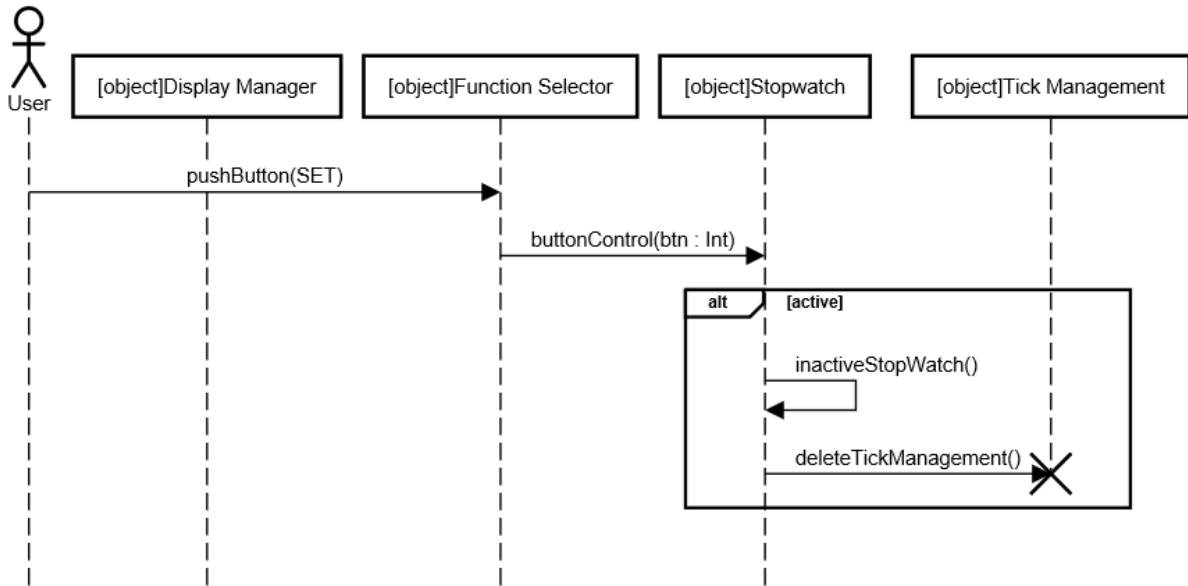 User
[object]Display Manager
[object]Function Selector
[object]Stopwatch
[object]Tick Management
pushButton(SET)
buttonControl(btn : Int)
alt
[active]
inactiveStopWatch()
deleteTickManagement()